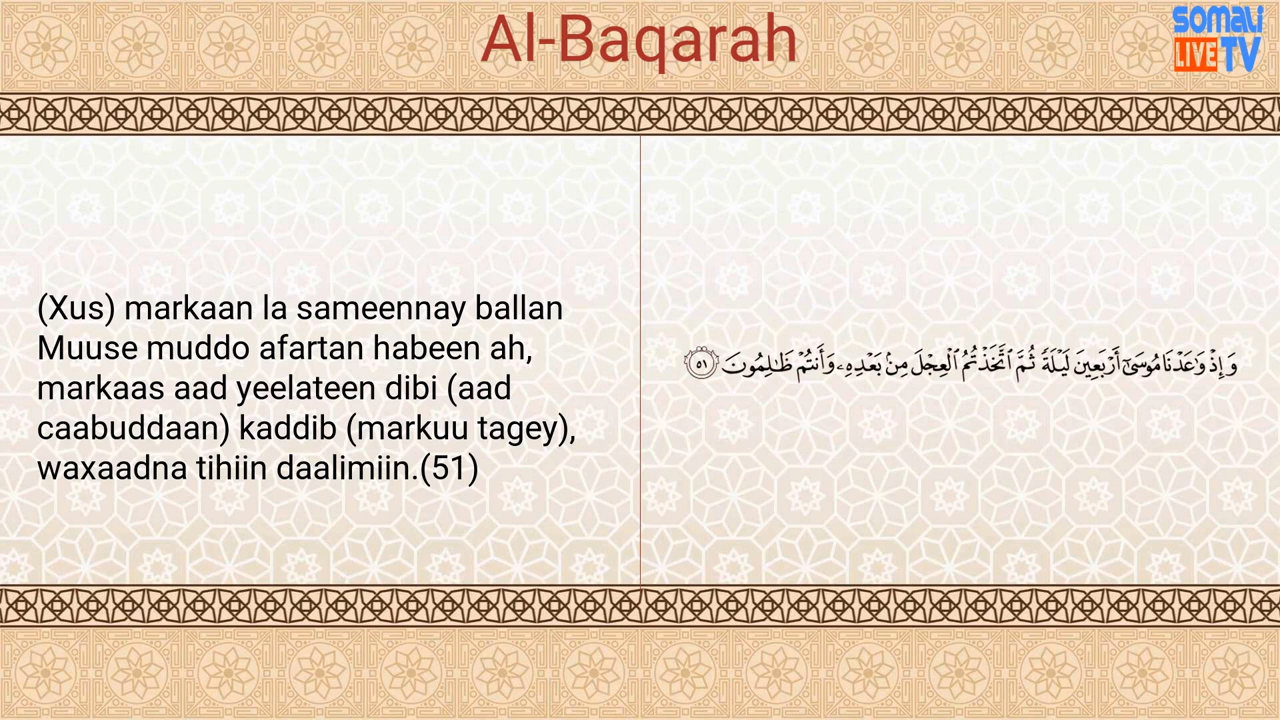 Al-Baqarah
SOMALI
LIVE TV
(Xus) markaan la sameennay ballan
Muuse muddo afartan habeen ah,
markaas aad yeelateen dibi (aad
caabuddaan) kaddib (markuu tagey),
waxaadna tihiin daalimiin.(51)
وَإِذْ وَٰعَدْنَا مُوسَىٰٓ أَرْبَعِينَ لَيْلَةً ثُمَّ ٱتَّخَذْتُمُ ٱلْعِجْلَ مِنۢ بَعْدِهِۦ وَأَنتُمْ ظَٰلِمُونَ ٥١